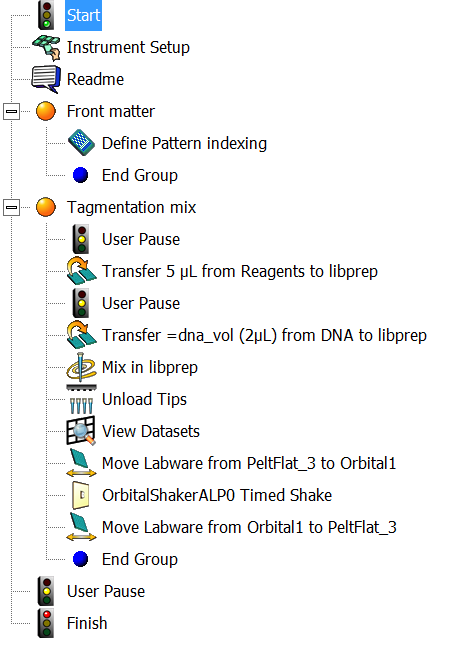 Start
Instrument Setup
Readme
Front matter
Define Pattern indexing
End Group
Tagmentation mix
User Pause
Transfer 5 µL from Reagents to libprep
User Pause
Transfer =dna_vol (2µL) from DNA to libprep
Mix in libprep
Unload Tips
View Datasets
Move Labware from PeltFlat_3 to Orbital1
OrbitalShakerALP0 Timed Shake
Move Labware from Orbital1 to PeltFlat_3
End Group
User Pause
Finish